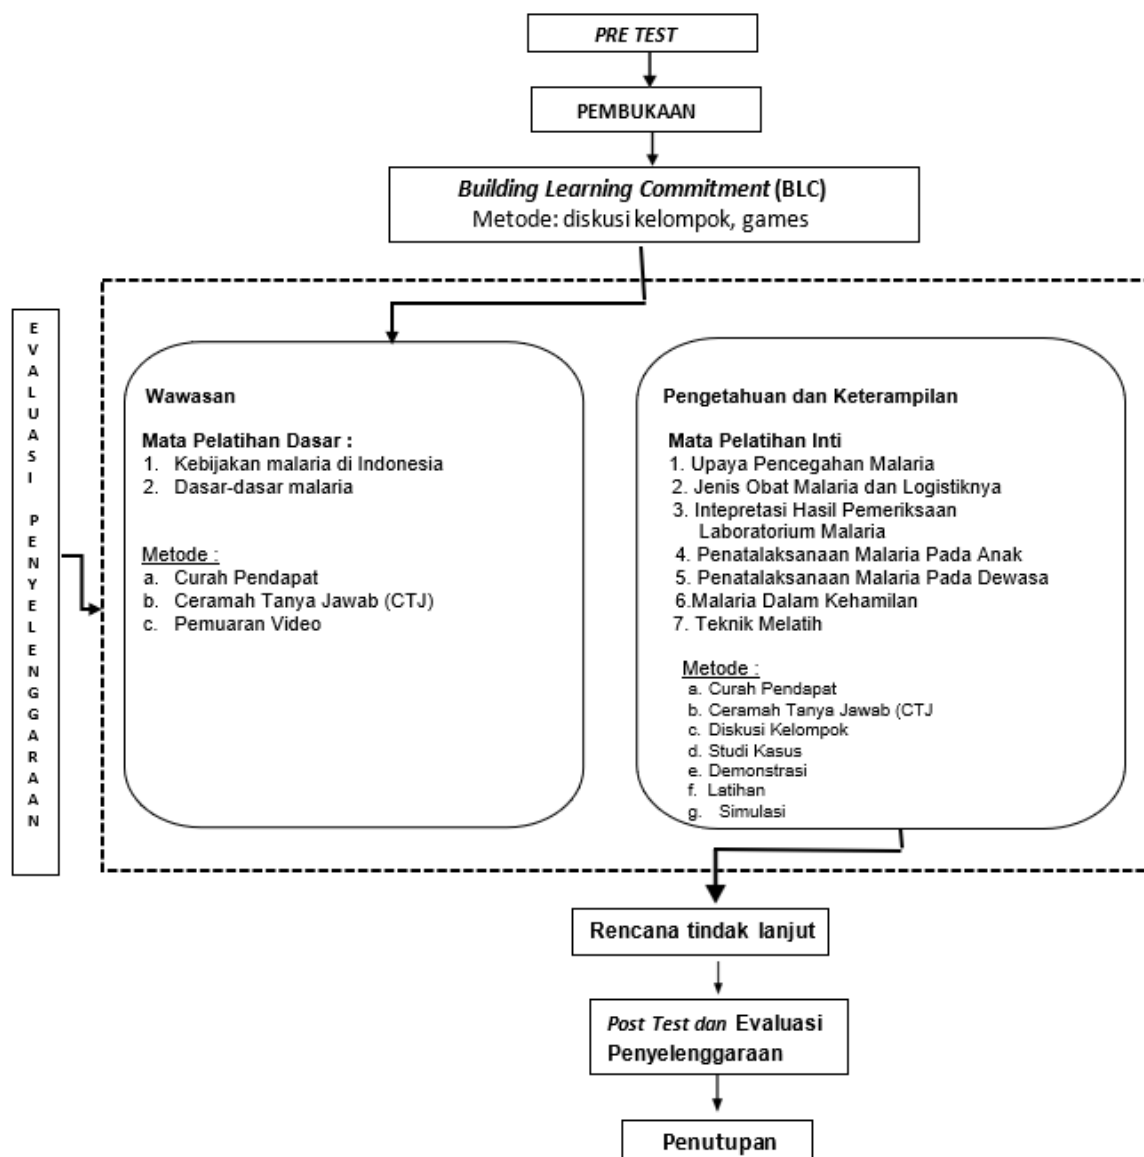 PRE TEST
PEMBUKAAN
Building Learning Commitment (BLC)
Metode: diskusi kelompok, games
EVALUASI PENYELENGGARAAN
Wawasan
Mata Pelatihan Dasar :
1. Kebijakan malaria di Indonesia
2. Dasar-dasar malaria
Metode :
a. Curah Pendapat
b. Ceramah Tanya Jawab (CTJ)
c. Pemuaran Video
Pengetahuan dan Keterampilan
Mata Pelatihan Inti
1. Upaya Pencegahan Malaria
2. Jenis Obat Malaria dan Logistiknya
3. Intepretasi Hasil Pemeriksaan
Laboratorium Malaria
4. Penatalaksanaan Malaria Pada Anak
5. Penatalaksanaan Malaria Pada Dewasa
6.Malaria Dalam Kehamilan
7. Teknik Melatih
Metode :
a. Curah Pendapat
b. Ceramah Tanya Jawab (CTJ
c. Diskusi Kelompok
d. Studi Kasus
e. Demonstrasi
f. Latihan
g. Simulasi
Rencana tindak lanjut
Post Test dan Evaluasi
Penyelenggaraan
Penutupan